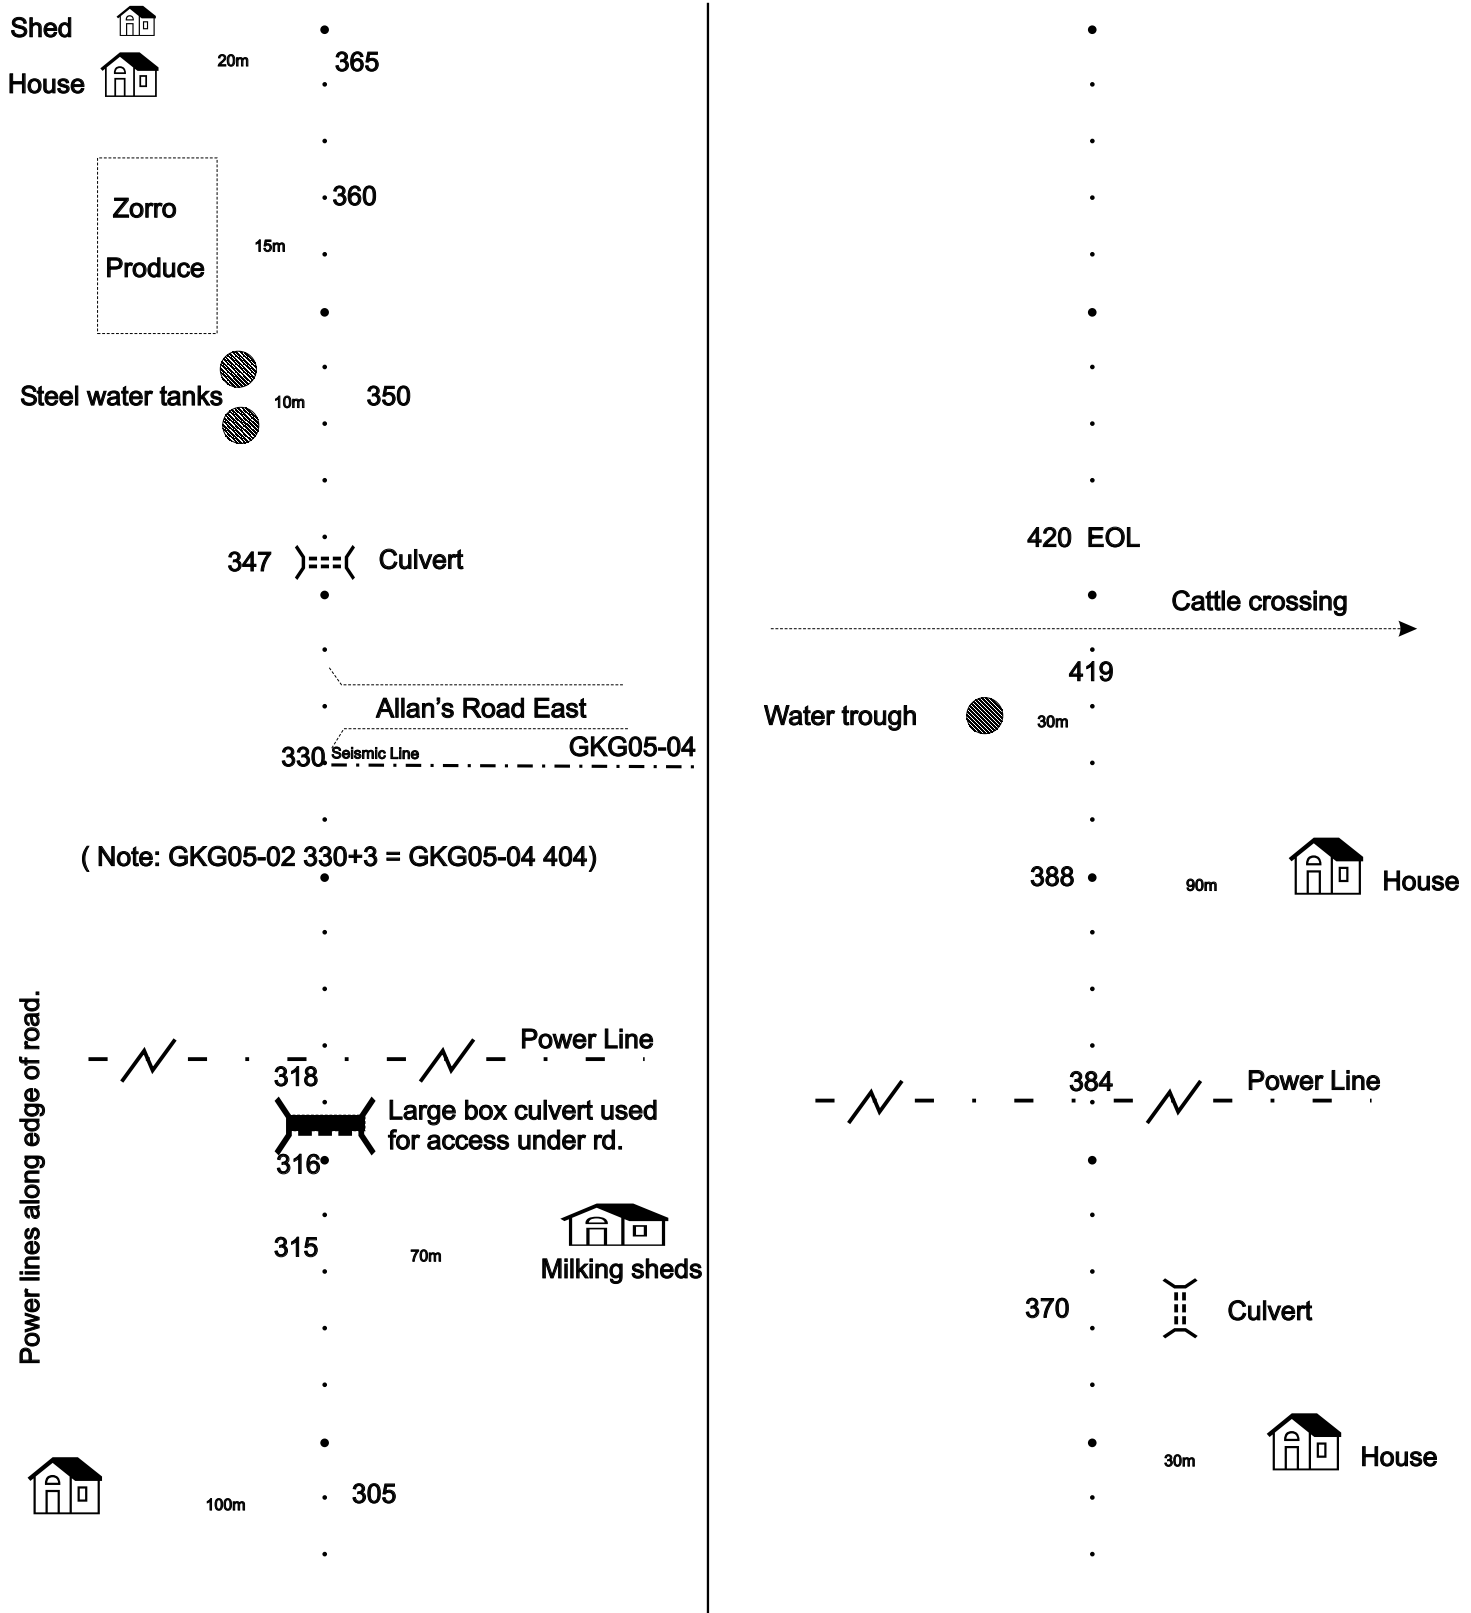 Shed
20m
365
House
360
Zorro
15m
Produce
Steel water tanks
10m
350
347
Culvert
Allan's Road East
330
Seismic Line
GKG05-04
( Note: GKG05-02 330+3 = GKG05-04 404)
Power lines along edge of road.
Power Line
318
Large box culvert used
for access under rd.
316
315
70m
Milking sheds
100m
305
420 EOL
Cattle crossing
419
Water trough
30m
388
90m
House
384
Power Line
370
Culvert
30m
House